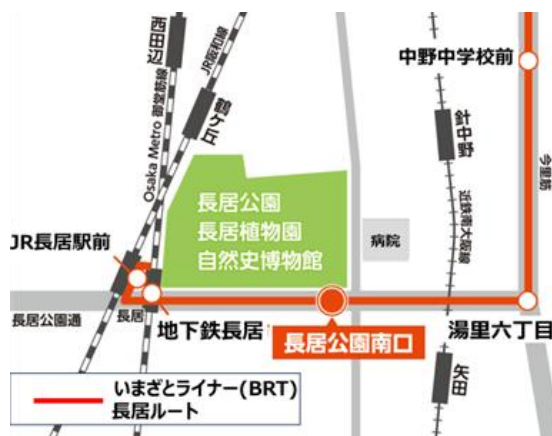 西田辺
JR阪和線
Osaka Metro 御堂筋線
鶴ケ丘
中野中学校前
針中野
今里筋
近鉄南大阪線
長居公園
長居植物園
自然史博物館
病院
JR長居駅前
長居公園通
長居
地下鉄長居
長居公園南口
湯里六丁目
矢田
いまざとライナー(BRT)
長居ルート